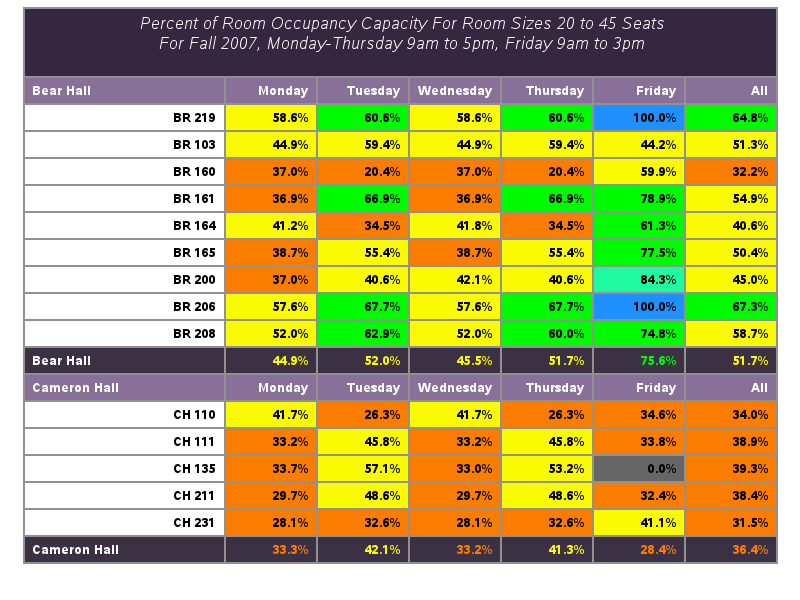 Percent of Room Occupancy Capacity For Room Sizes 20 to 45 Seats
For Fall 2007, Monday-Thursday 9am to 5pm, Friday 9am to 3pm
Bear Hall Monday Tuesday Wednesday Thursday Friday All
BR 219 58.6% 60.6% 58.6% 60.6% 100.0% 64.8%
BR 103 44.9% 59.4% 44.9% 59.4% 44.2% 51.3%
BR 160 37.0% 20.4% 37.0% 20.4% 59.9% 32.2%
BR 161 36.9% 66.9% 36.9% 66.9% 78.9% 54.9%
BR 164 41.2% 34.5% 41.8% 34.5% 61.3% 40.6%
BR 165 38.7% 55.4% 38.7% 55.4% 77.5% 50.4%
BR 200 37.0% 40.6% 42.1% 40.6% 84.3% 45.0%
BR 206 57.6% 67.7% 57.6% 67.7% 100.0% 67.3%
BR 208 52.0% 62.9% 52.0% 60.0% 74.8% 58.7%
Bear Hall 44.9% 52.0% 45.5% 51.7% 75.6% 51.7%
Cameron Hall Monday Tuesday Wednesday Thursday Friday All
CH 110 41.7% 26.3% 41.7% 26.3% 34.6% 34.0%
CH 111 33.2% 45.8% 33.2% 45.8% 33.8% 38.9%
CH 135 33.7% 57.1% 33.0% 53.2% 0.0% 39.3%
CH 211 29.7% 48.6% 29.7% 48.6% 32.4% 38.4%
CH 231 28.1% 32.6% 28.1% 32.6% 41.1% 31.5%
Cameron Hall 33.3% 42.1% 33.2% 41.3% 28.4% 36.4%